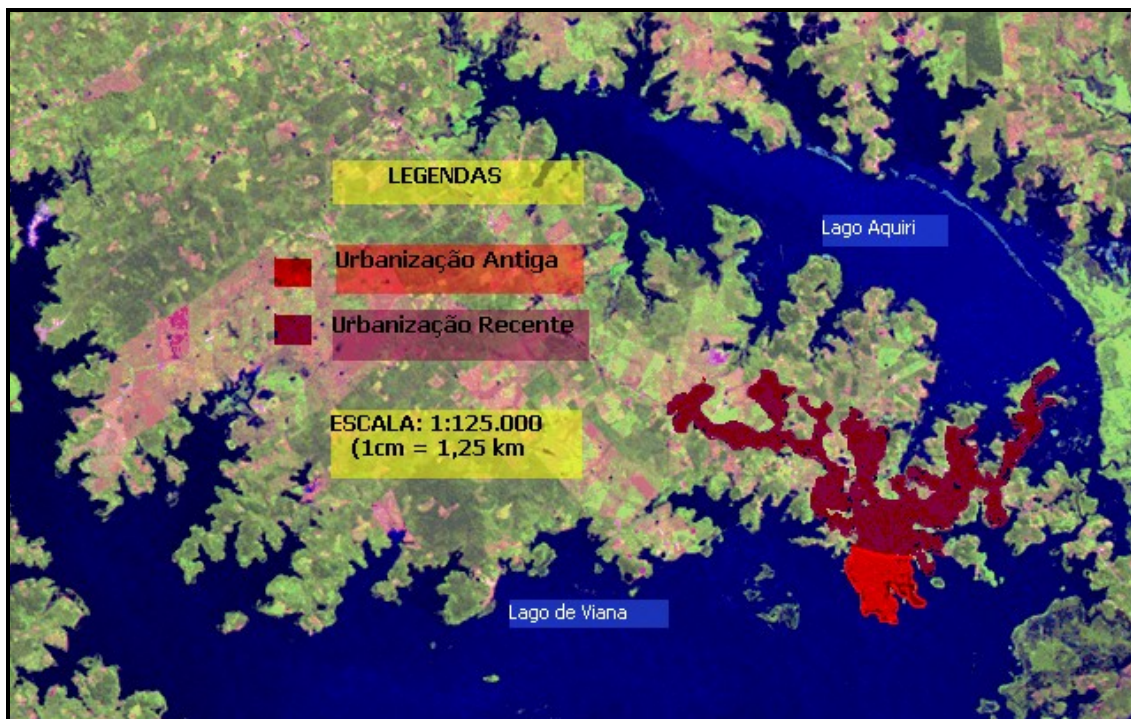 LEGENDAS
Lago Aquiri
Urbanização Antiga
Urbanização Recente
ESCALA: 1:125.000
(1cm = 1,25 km
Lago de Viana